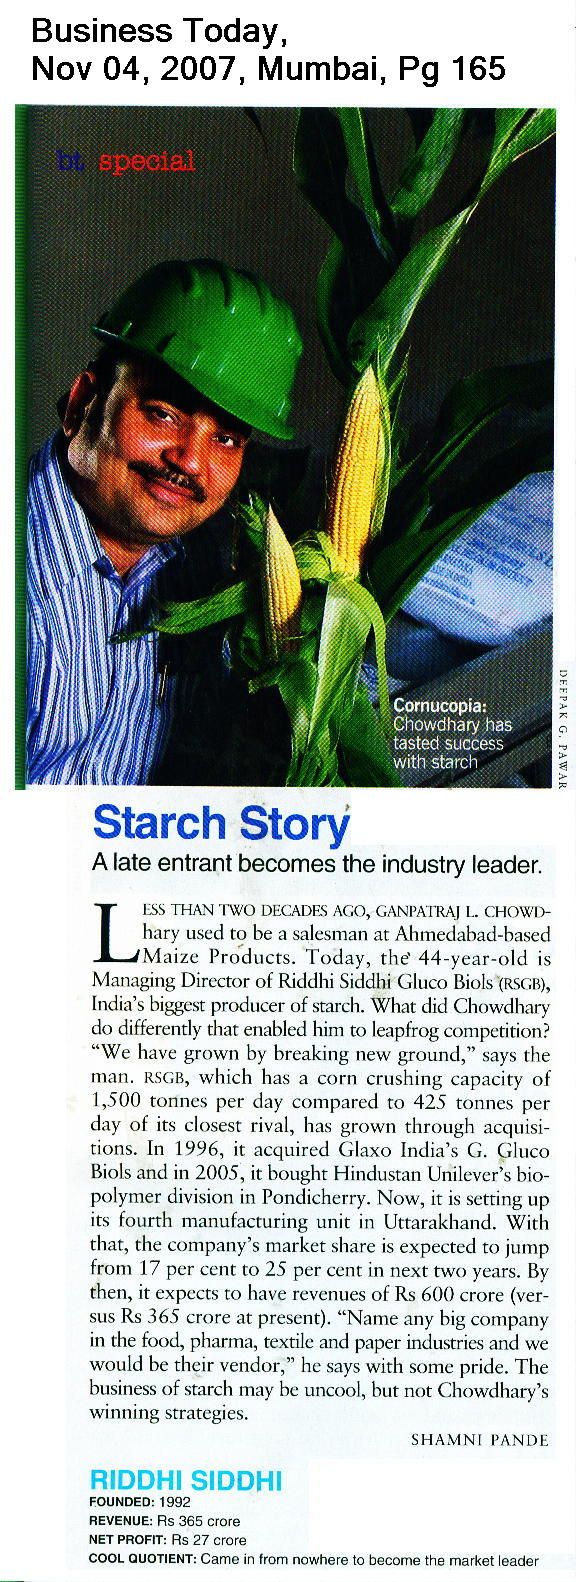 Business Today,
Nov 04, 2007, Mumbai, Pg 165
bt special
Cornucopia:
Chowdhary has
tasted success
with starch
DEEPAK G. PAWAR
Starch Story
A late entrant becomes the industry leader.
LESS THAN TWO DECADES AGO, GANPATRAJ L. CHOWD-
hary used to be a salesman at Ahmedabad-based
Maize Products. Today, the 44-year-old is
Managing Director of Riddhi Siddhi Gluco Biols (RSGB),
India's biggest producer of starch. What did Chowdhary
do differently that enabled him to leapfrog competition?
"We have grown by breaking new ground," says the
man. RSGB, which has a corn crushing capacity of
1,500 tonnes per day compared to 425 tonnes per
day of its closest rival, has grown through acquisi-
tions. In 1996, it acquired Glaxo India's G. Gluco
Biols and in 2005, it bought Hindustan Unilever's bio-
polymer division in Pondicherry. Now, it is setting up
its fourth manufacturing unit in Uttarakhand. With
that, the company's market share is expected to jump
from 17 per cent to 25 per cent in next two years. By
then, it expects to have revenues of Rs 600 crore (ver-
sus Rs 365 crore at present). "Name any big company
in the food, pharma, textile and paper industries and we
would be their vendor," he says with some pride. The
business of starch may be uncool, but not Chowdhary's
winning strategies.
SHAMNI PANDE
RIDDHI SIDDHI
FOUNDED: 1992
REVENUE: Rs 365 crore
NET PROFIT: Rs 27 crore
COOL QUOTIENT: Came in from nowhere to become the market leader